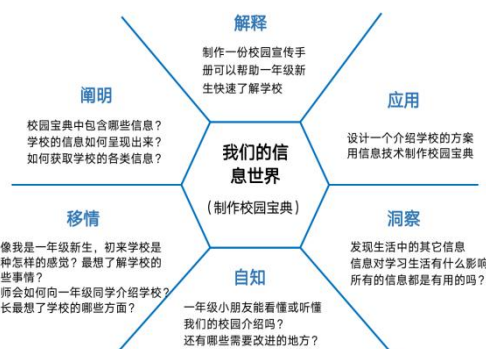 解释
制作一份校园宣传手
册可以帮助一年级新
生快速了解学校
阐明
校园宝典中包含哪些信息？
学校的信息如何呈现出来？
如何获取学校的各类信息？
应用
设计一个介绍学校的方案
用信息技术制作校园宝典
我们的信
息世界
（制作校园宝典）
移情
像我是一年级新生，初来学校是
种怎样的感觉？最想了解学校的
些事情？
师会如何向一年级同学介绍学校？
长最想了学校的哪些方面？
洞察
发现生活中的其它信息
信息对学习生活有什么影响
所有的信息都是有用的吗？
自知
一年级小朋友能看懂或听懂
我们的校园介绍吗？
还有哪些需要改进的地方？